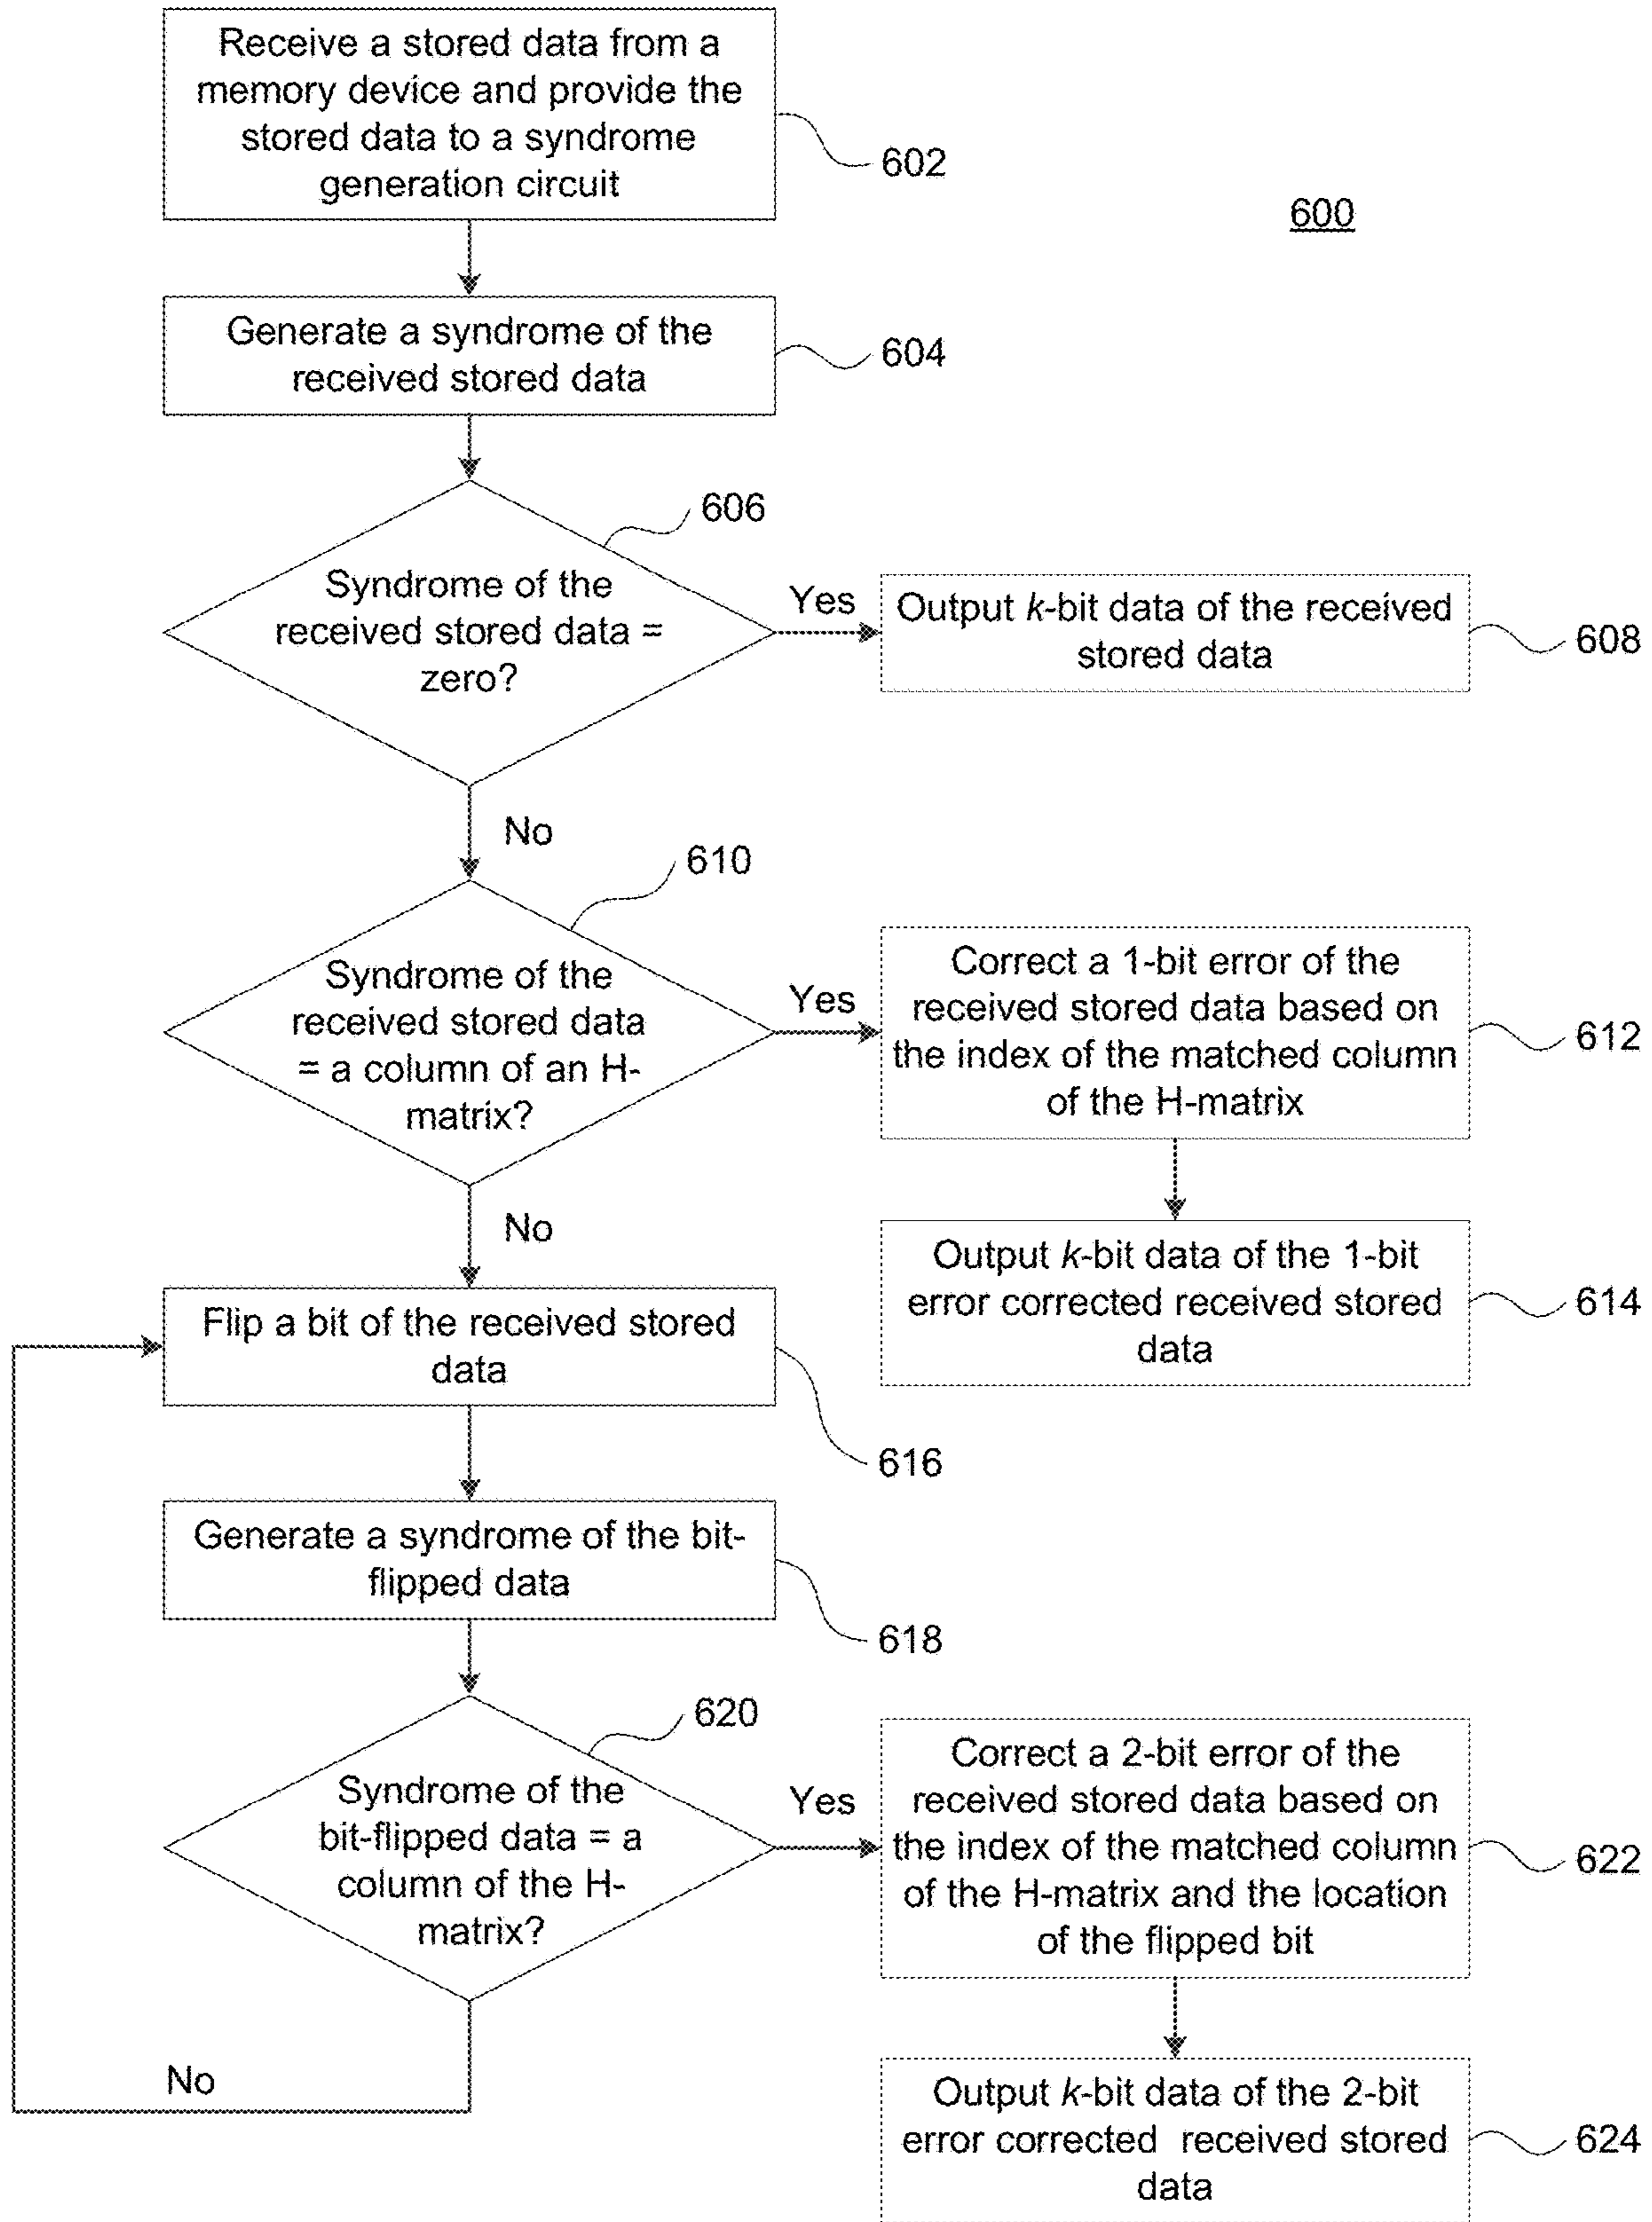 Receive a stored data from a
memory device and provide the
stored data to a syndrome
generation circuit
602
600
Generate a syndrome of the
received stored data
604
606
Syndrome of the
received stored data =
zero?
Yes
Output k-bit data of the received
stored data
608
No
610
Syndrome of the
received stored data
= a column of an H-
matrix?
Yes
Correct a 1-bit error of the
received stored data based on
the index of the matched column
of the H-matrix
612
No
Output k-bit data of the 1-bit
error corrected received stored
data
614
Flip a bit of the received stored
data
616
Generate a syndrome of the bit-
flipped data
618
620
Syndrome of the
bit-flipped data = a
column of the H-
matrix?
Yes
Correct a 2-bit error of the
received stored data based on
the index of the matched column
of the H-matrix and the location
of the flipped bit
622
No
Output k-bit data of the 2-bit
error corrected received stored
data
624